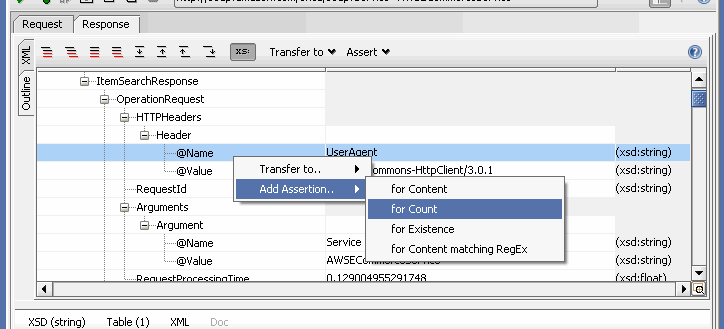 Request Response
XML
Outline
XS:
Transfer to
Assert
?
ItemSearchResponse
OperationRequest
HTTPHeaders
Header
@Name UserAgent (xsd:string)
@Value ommons-HttpClient/3.0.1 (xsd:string)
RequestId (xsd:string)
Arguments
Argument
@Name Service (xsd:string)
@Value (xsd:string)
RequestProcessingTime 0.129004955291748 (xsd:float)
Transfer to..
Add Assertion..
for Content
for Count
for Existence
for Content matching RegEx
XSD (string) Table (1) XML Doc